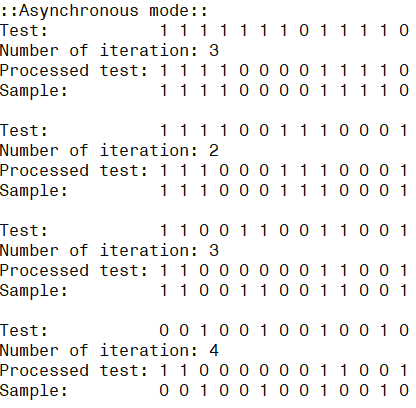 ::Asynchronous mode::
Test: 1 1 1 1 1 1 1 0 1 1 1 1 0
Number of iteration: 3
Processed test: 1 1 1 1 0 0 0 0 1 1 1 1 0
Sample: 1 1 1 1 0 0 0 0 1 1 1 1 0
Test: 1 1 1 1 0 0 1 1 1 0 0 0 1
Number of iteration: 2
Processed test: 1 1 1 0 0 0 1 1 1 0 0 0 1
Sample: 1 1 1 0 0 0 1 1 1 0 0 0 1
Test: 1 1 0 0 1 1 0 0 1 1 0 0 1
Number of iteration: 3
Processed test: 1 1 0 0 0 0 0 0 1 1 0 0 1
Sample: 1 1 0 0 1 1 0 0 1 1 0 0 1
Test: 0 0 1 0 0 1 0 0 1 0 0 1 0
Number of iteration: 4
Processed test: 1 1 0 0 0 0 0 0 1 1 0 0 1
Sample: 0 0 1 0 0 1 0 0 1 0 0 1 0